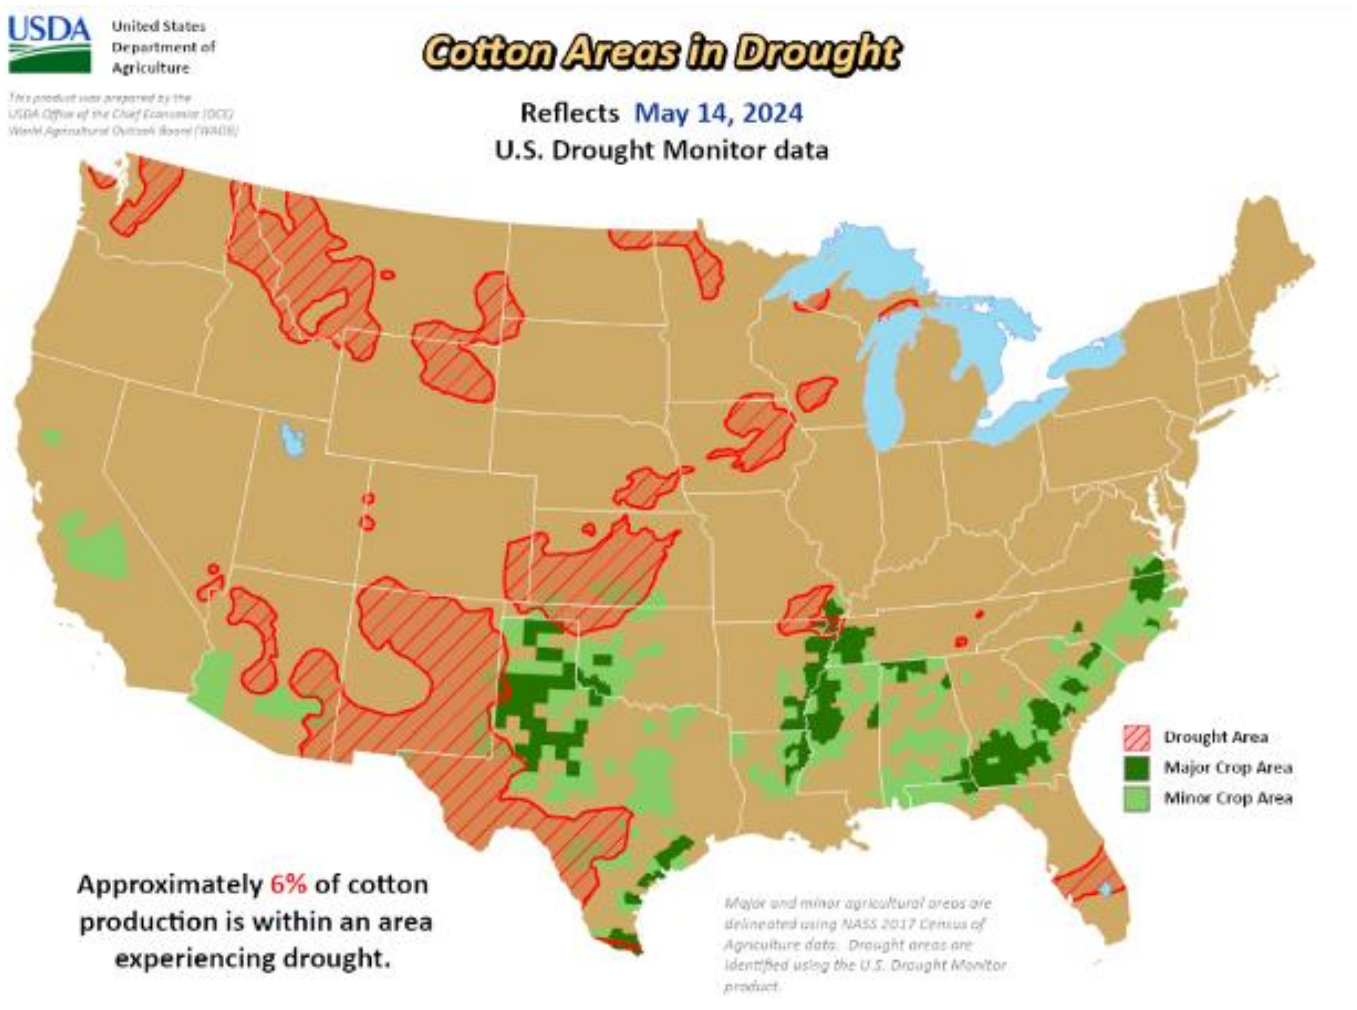 USDA
United States
Department of
Agriculture
This product was prepared by the
USDA Office of the Chief Economist (OCE)
World Agricultural Outlook Board (WAOB)
Cotton Areas in Drought
Reflects May 14, 2024
U.S. Drought Monitor data
Drought Area
Major Crop Area
Minor Crop Area
Approximately 6% of cotton
production is within an area
experiencing drought.
Major and minor agricultural areas are
delineated using NASS 2017 Census of
Agriculture data. Drought areas are
identified using the U.S. Drought Monitor
product.